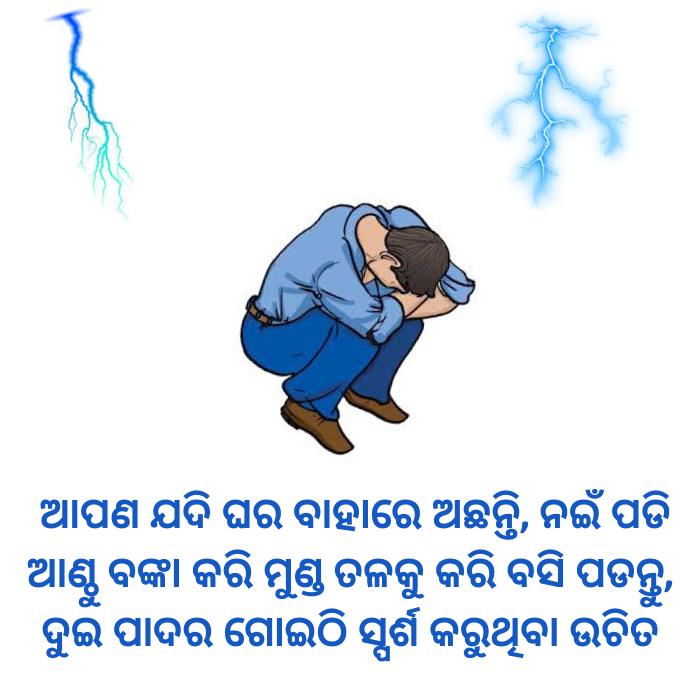 ଆପଣ ଯଦି ଘର ବାହାରେ ଅଛନ୍ତି, ନଇଁ ପଡି
ଆଣ୍ଠୁ ବଙ୍କା କରି ମୁଣ୍ଡ ତଳକୁ କରି ବସି ପଡନ୍ତୁ,
ଦୁଇ ପାଦର ଗୋଇଠି ସ୍ପର୍ଶ କରୁଥିବା ଉଚିତ